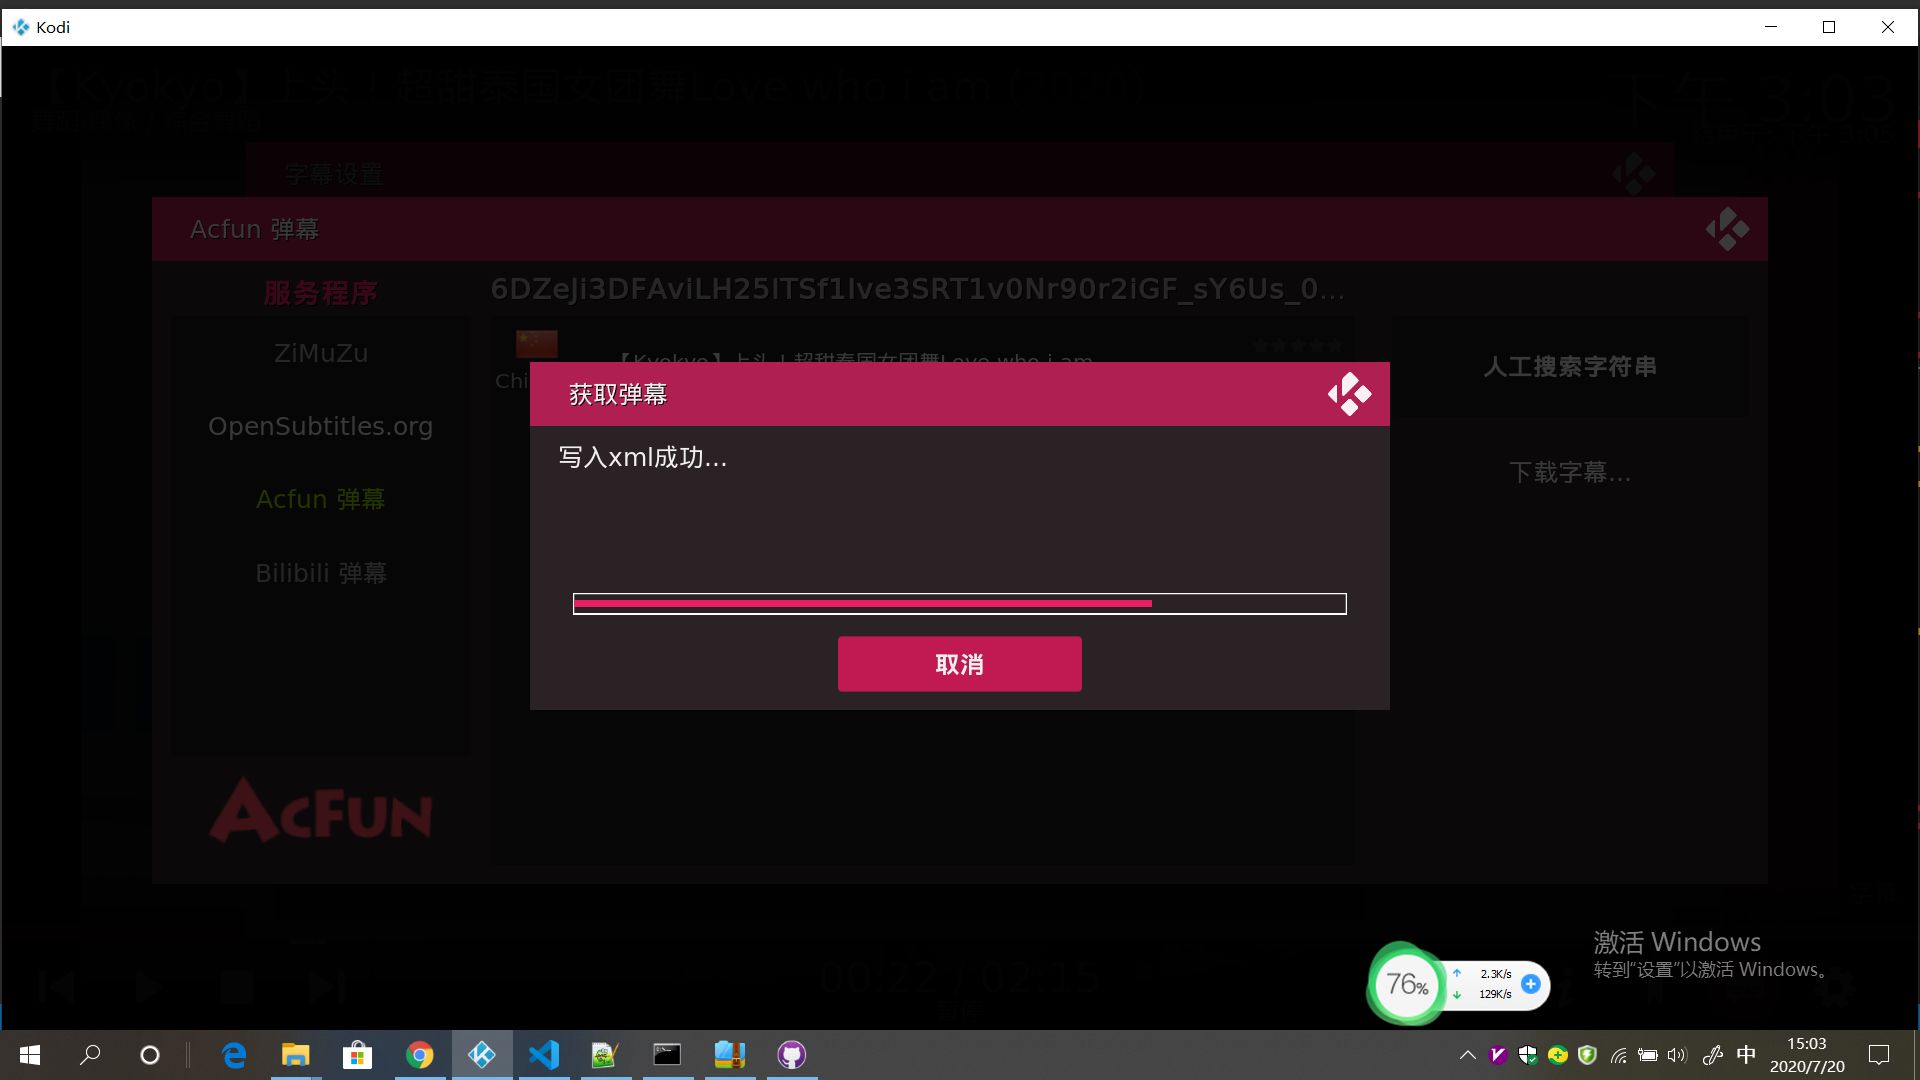 Kodi
【Kyokyo】上头！超甜泰国女团舞Love who i am (2020)
下午 3:03
字幕设置
Acfun 弹幕
服务程序
6DZeJi3DFAviLH25ITSf1Ive3SRT1v0Nr90r2iGF_sY6Us_0...
ZiMuZu
【Kyokyo】上头！超甜泰国女团舞Love who i am
人工搜索字符串
Chi
获取弹幕
OpenSubtitles.org
写入xml成功...
下载字幕...
Acfun 弹幕
Bilibili 弹幕
取消
AcFun
00:22 / 02:15
暂停
激活 Windows
转到“设置”以激活 Windows。
76%
2.3K/s
129K/s
中
15:03
2020/7/20